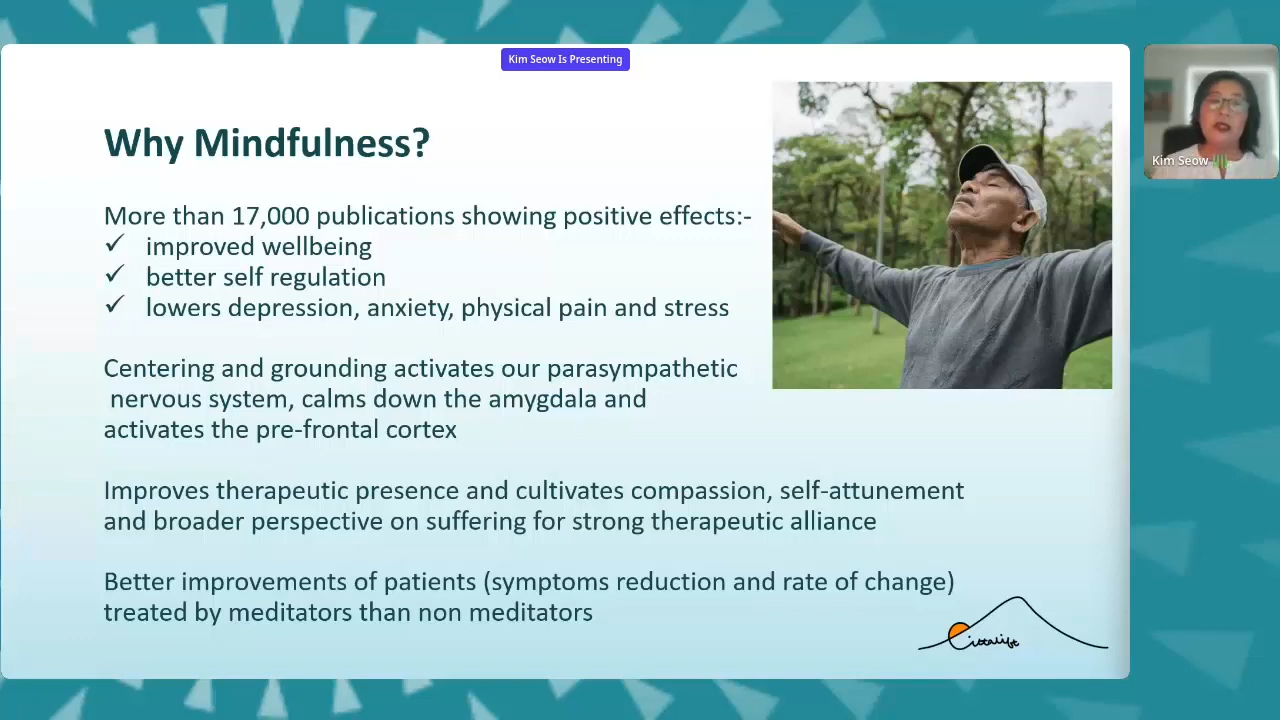 Kim Seow Is Presenting
Why Mindfulness?
More than 17,000 publications showing positive effects:-
✓ improved wellbeing
✓ better self regulation
✓ lowers depression, anxiety, physical pain and stress
Centering and grounding activates our parasympathetic
nervous system, calms down the amygdala and
activates the pre-frontal cortex
Improves therapeutic presence and cultivates compassion, self-attunement
and broader perspective on suffering for strong therapeutic alliance
Better improvements of patients (symptoms reduction and rate of change)
treated by meditators than non meditators
Cittalift
Kim Seow